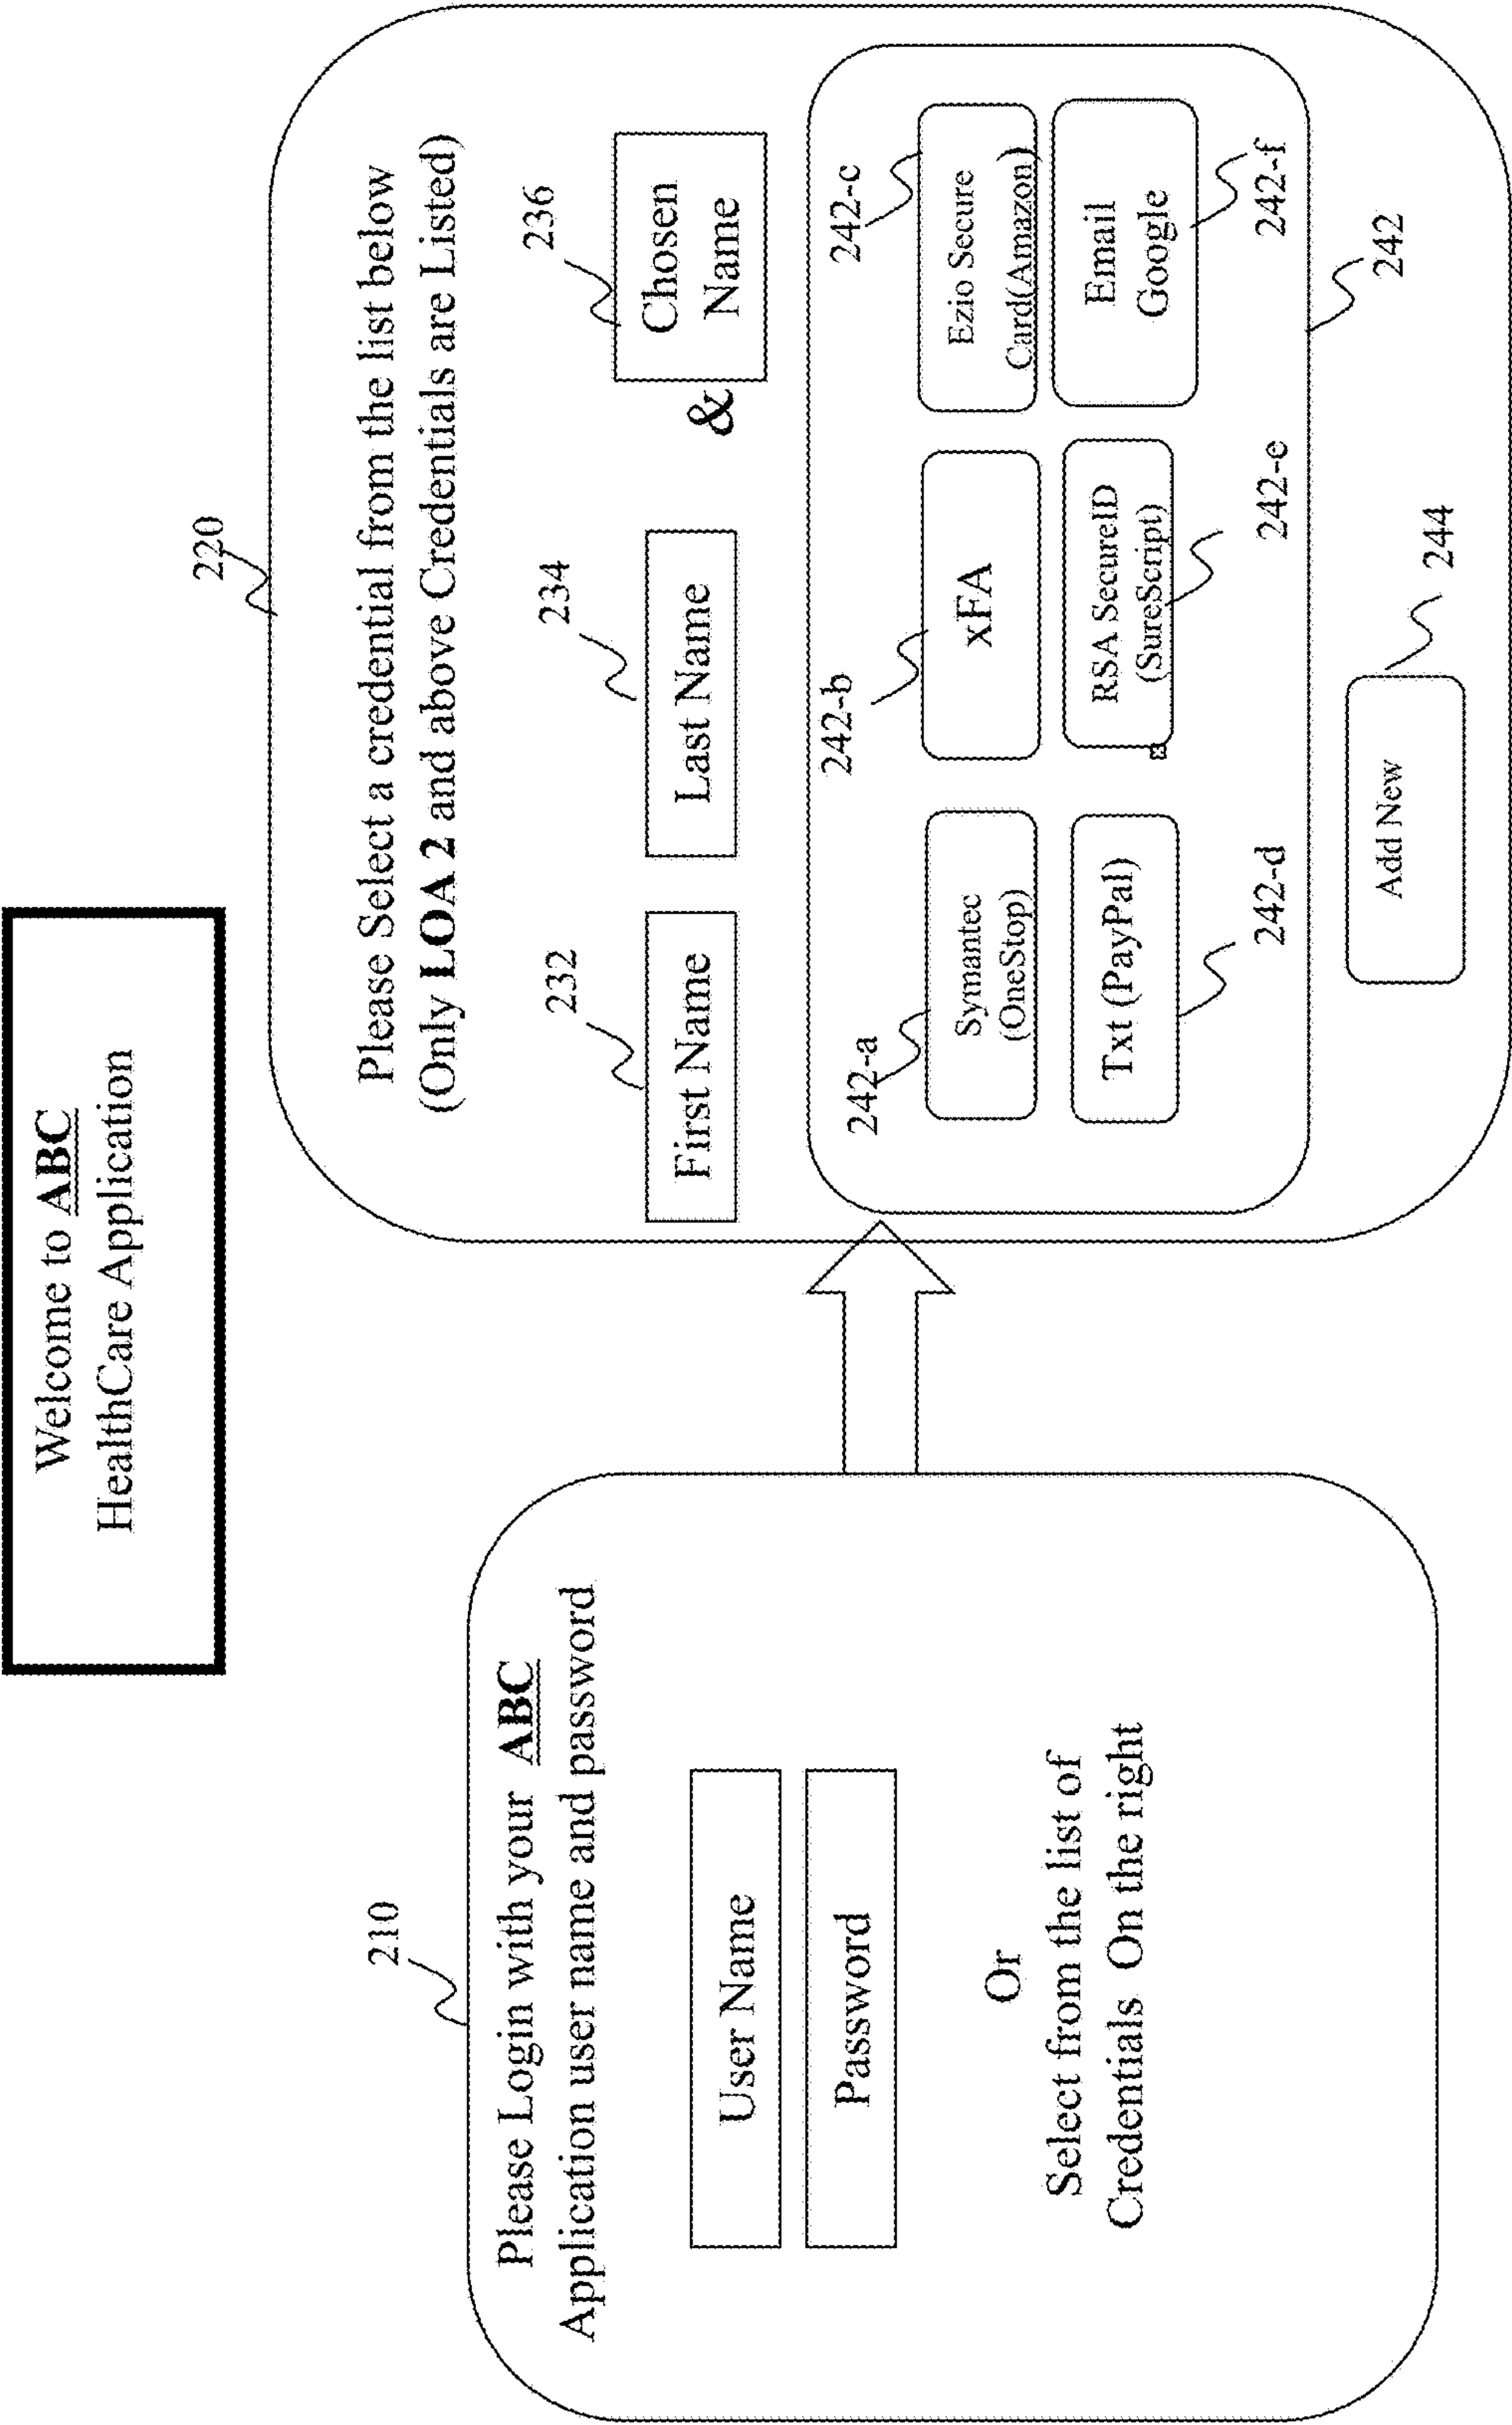 Welcome to ABC
HealthCare Application
210
Please Login with your ABC
Application user name and password
User Name
Password
Or
Select from the list of
Credentials On the right
220
Please Select a credential from the list below
(Only LOA 2 and above Credentials are Listed)
232
234
236
First Name
Last Name
&
Chosen
Name
242-a
242-b
242-c
Symantec
(OneStop)
xFA
Ezio Secure
Card(Amazon)
Txt (PayPal)
RSA SecureID
(SureScript)
Email
Google
242-d
242-e
242-f
242
Add New
244